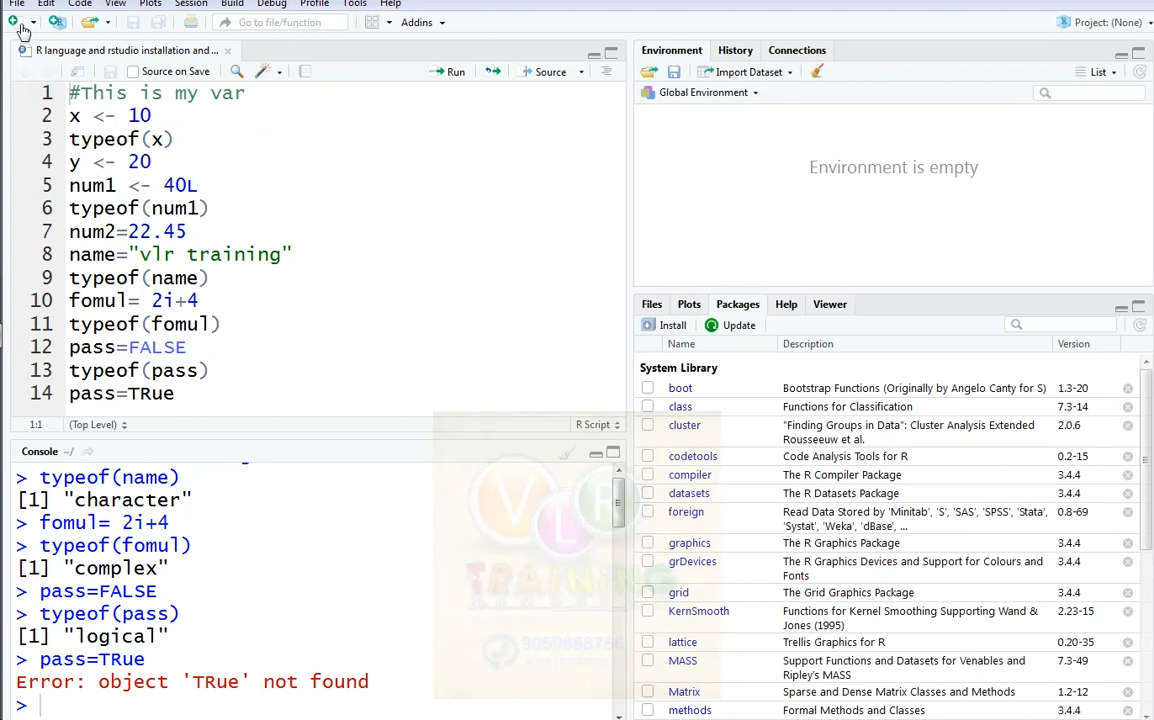 File Edit Code View Plots Session Build Debug Profile Tools Help
Go to file/function
Addins
Project: (None)
R language and rstudio installation and...
Source on Save
Run
Source
1 #This is my var
2 x <- 10
3 typeof(x)
4 y <- 20
5 num1 <- 40L
6 typeof(num1)
7 num2=22.45
8 name="vlr training"
9 typeof(name)
10 fomul= 2i+4
11 typeof(fomul)
12 pass=FALSE
13 typeof(pass)
14 pass=TRue
1:1 (Top Level) R Script
Console ~/
> typeof(name)
[1] "character"
> fomul= 2i+4
> typeof(fomul)
[1] "complex"
> pass=FALSE
> typeof(pass)
[1] "logical"
> pass=TRue
Error: object 'TRue' not found
>
Environment History Connections
Import Dataset
List
Global Environment
Environment is empty
Files Plots Packages Help Viewer
Install Update
Name Description Version
System Library
boot Bootstrap Functions (Originally by Angelo Canty for S) 1.3-20
class Functions for Classification 7.3-14
cluster "Finding Groups in Data": Cluster Analysis Extended 2.0.6
Rousseeuw et al.
codetools Code Analysis Tools for R 0.2-15
compiler The R Compiler Package 3.4.4
datasets The R Datasets Package 3.4.4
foreign Read Data Stored by 'Minitab', 'S', 'SAS', 'SPSS', 'Stata', 0.8-69
'Systat', 'Weka', 'dBase', ...
graphics The R Graphics Package 3.4.4
grDevices The R Graphics Devices and Support for Colours and 3.4.4
Fonts
grid The Grid Graphics Package 3.4.4
KernSmooth Functions for Kernel Smoothing Supporting Wand & 2.23-15
Jones (1995)
lattice Trellis Graphics for R 0.20-35
MASS Support Functions and Datasets for Venables and 7.3-49
Ripley's MASS
Matrix Sparse and Dense Matrix Classes and Methods 1.2-12
methods Formal Methods and Classes 3.4.4
VLR
TRAINING